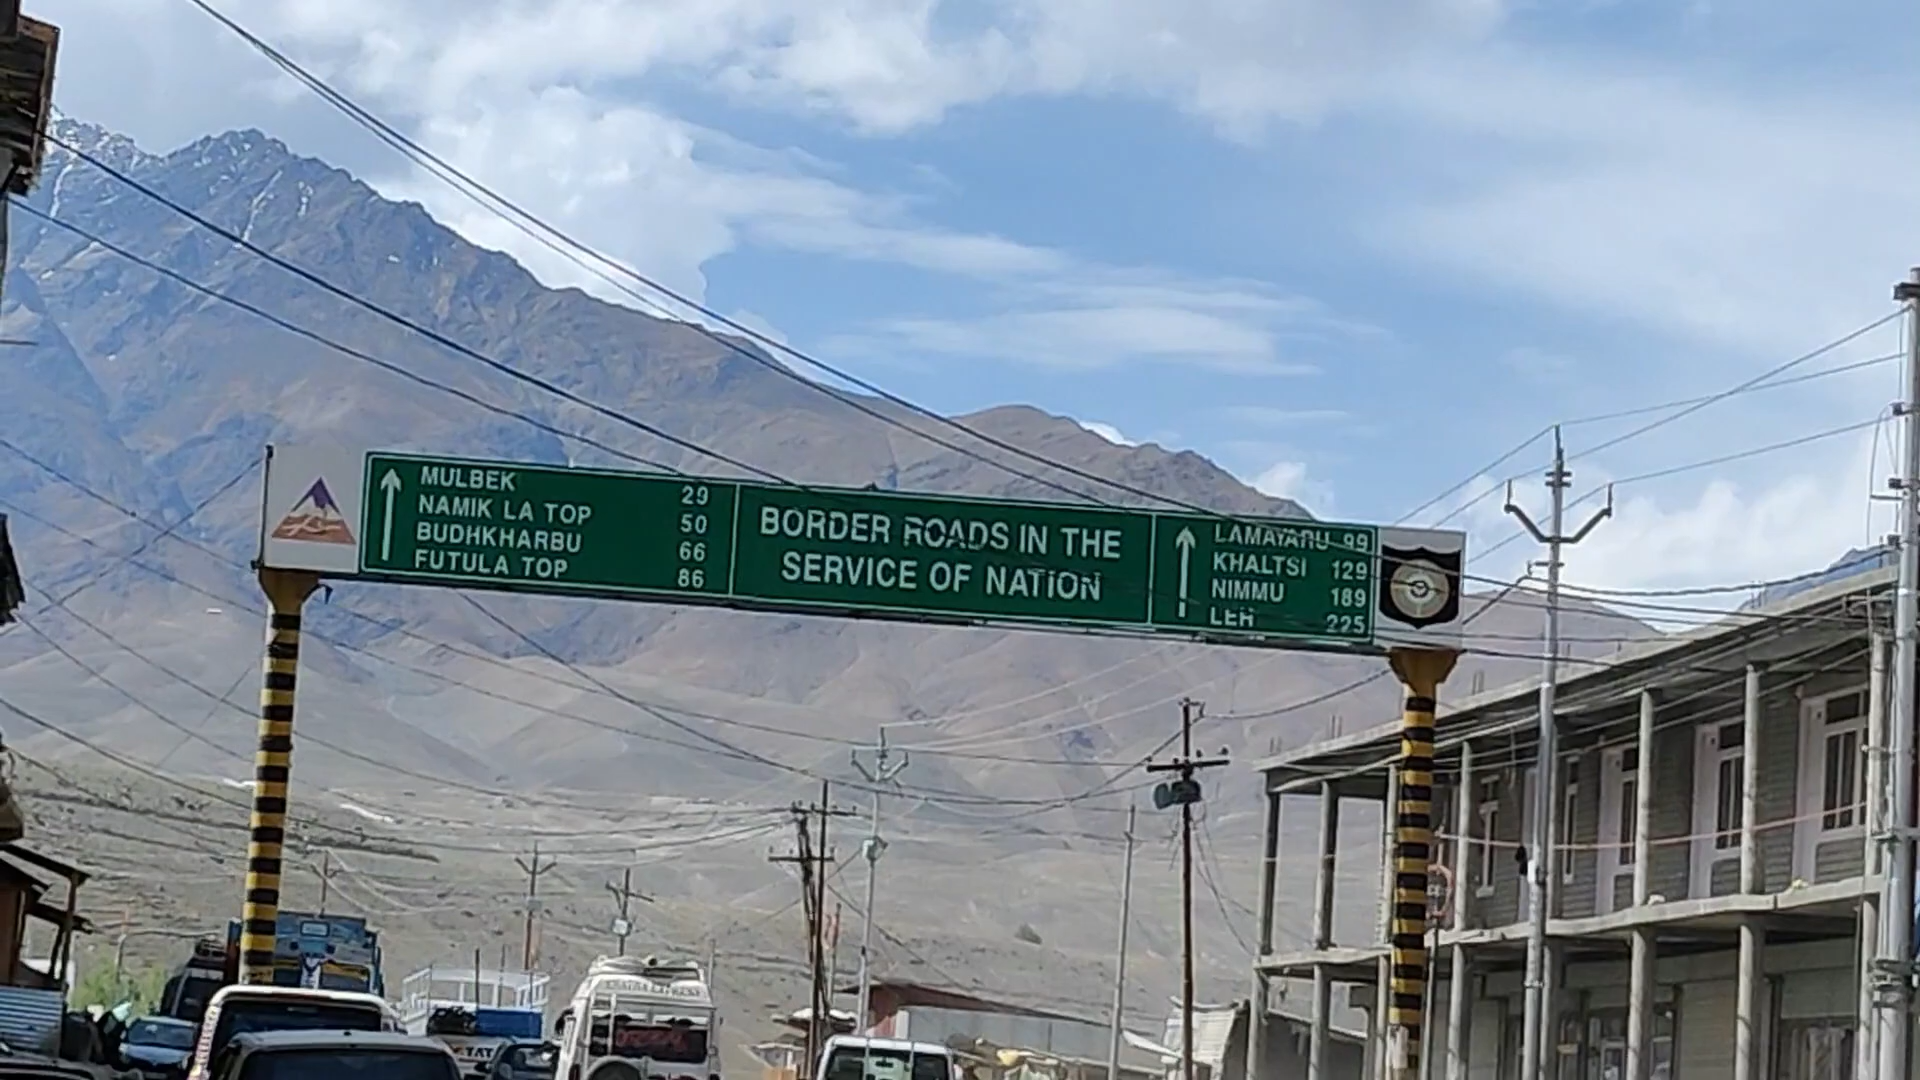 MULBEK 29
NAMIK LA TOP 50
BUDHKHARBU 66
FUTULA TOP 86
BORDER ROADS IN THE
SERVICE OF NATION
LAMAYARU 99
KHALTSI 129
NIMMU 189
LEH 225
TATA